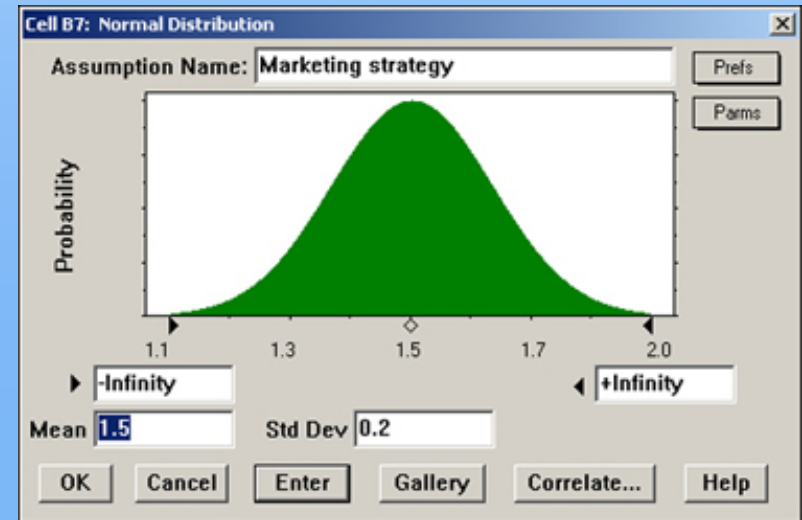 Cell B7: Normal Distribution
Assumption Name: Marketing strategy
Prefs
Parms
Probability
1.1 1.3 1.5 1.7 2.0
-Infinity +Infinity
Mean 1.5 Std Dev 0.2
OK Cancel Enter Gallery Correlate... Help